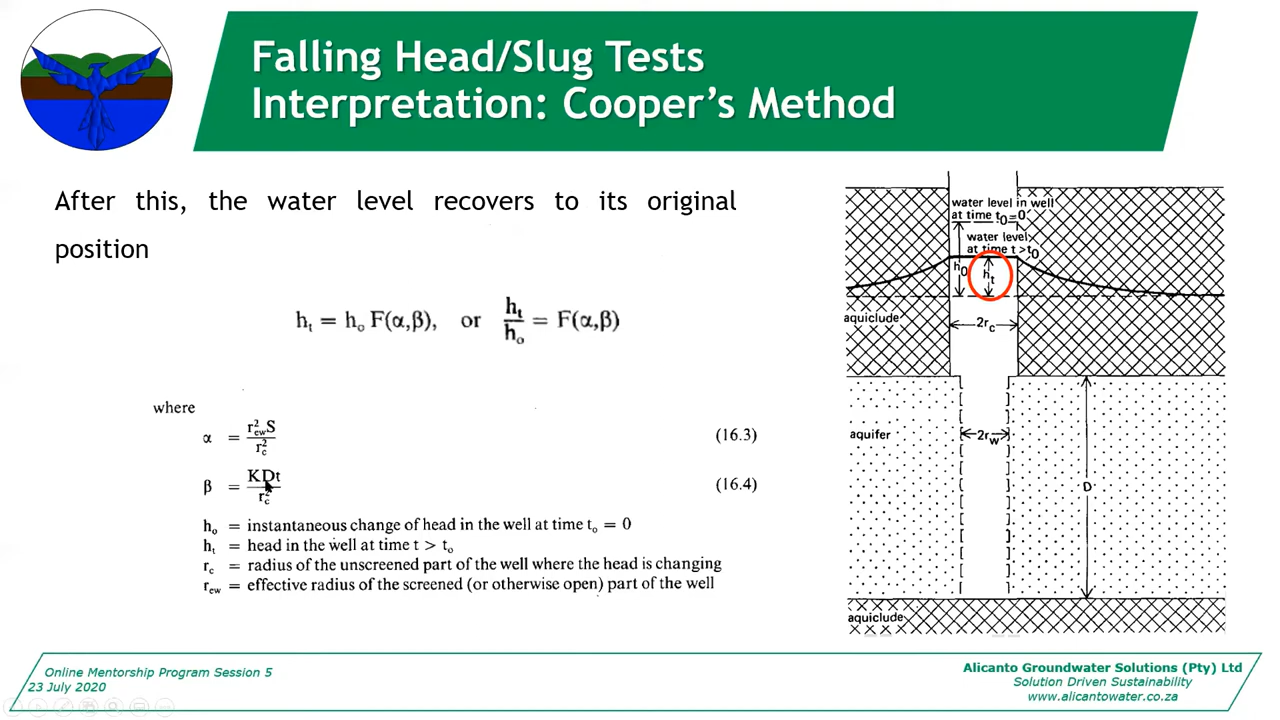 Falling Head/Slug Tests
Interpretation: Cooper's Method
After this, the water level recovers to its original
position
hₜ = hₒ F(α,β), or hₜ/hₒ = F(α,β)
where
α = r²ₑwS / r²c (16.3)
β = KDt / r²c (16.4)
hₒ = instantaneous change of head in the well at time tₒ = 0
hₜ = head in the well at time t > tₒ
rc = radius of the unscreened part of the well where the head is changing
rew = effective radius of the screened (or otherwise open) part of the well
water level in well
at time t₀=0
water level
at time t >t₀
h₀
hₜ
aquiclude
2rc
aquifer
2rw
D
aquiclude
Online Mentorship Program Session 5
23 July 2020
Alicanto Groundwater Solutions (Pty) Ltd
Solution Driven Sustainability
www.alicantowater.co.za